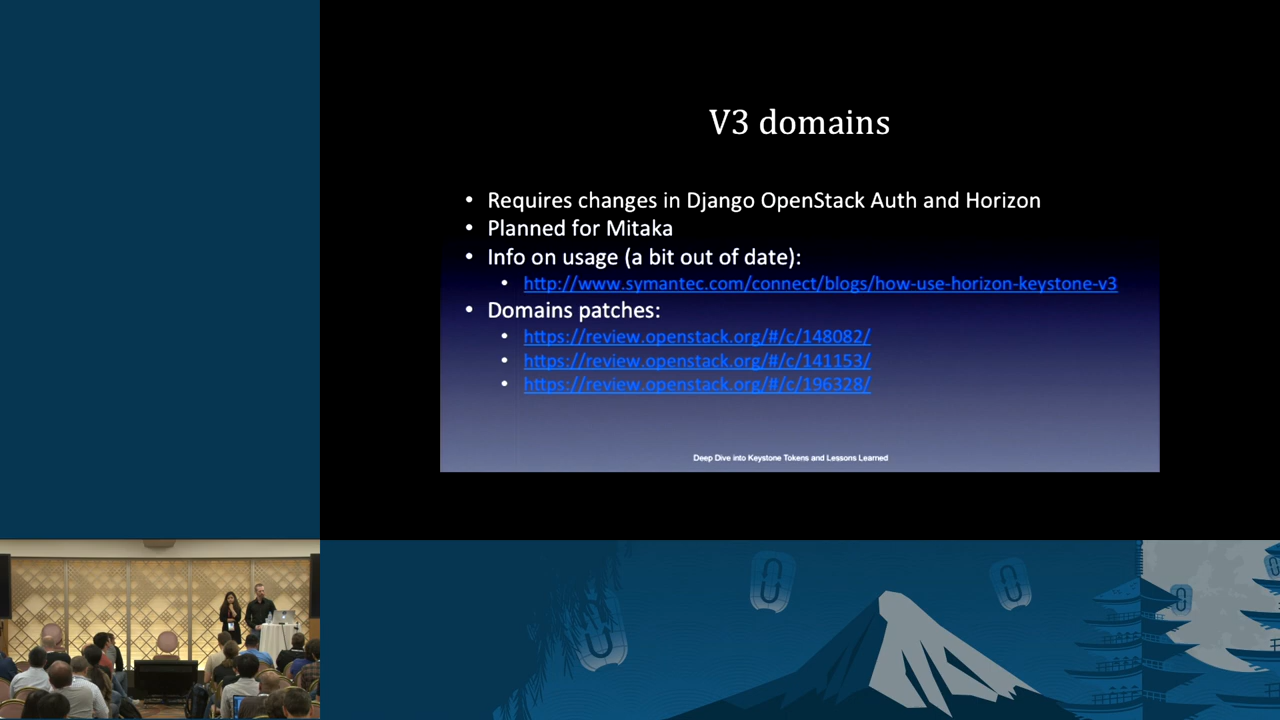 V3 domains
• Requires changes in Django OpenStack Auth and Horizon
• Planned for Mitaka
• Info on usage (a bit out of date):
• http://www.symantec.com/connect/blogs/how-use-horizon-keystone-v3
• Domains patches:
• https://review.openstack.org/#/c/148082/
• https://review.openstack.org/#/c/141153/
• https://review.openstack.org/#/c/196328/
Deep Dive into Keystone Tokens and Lessons Learned